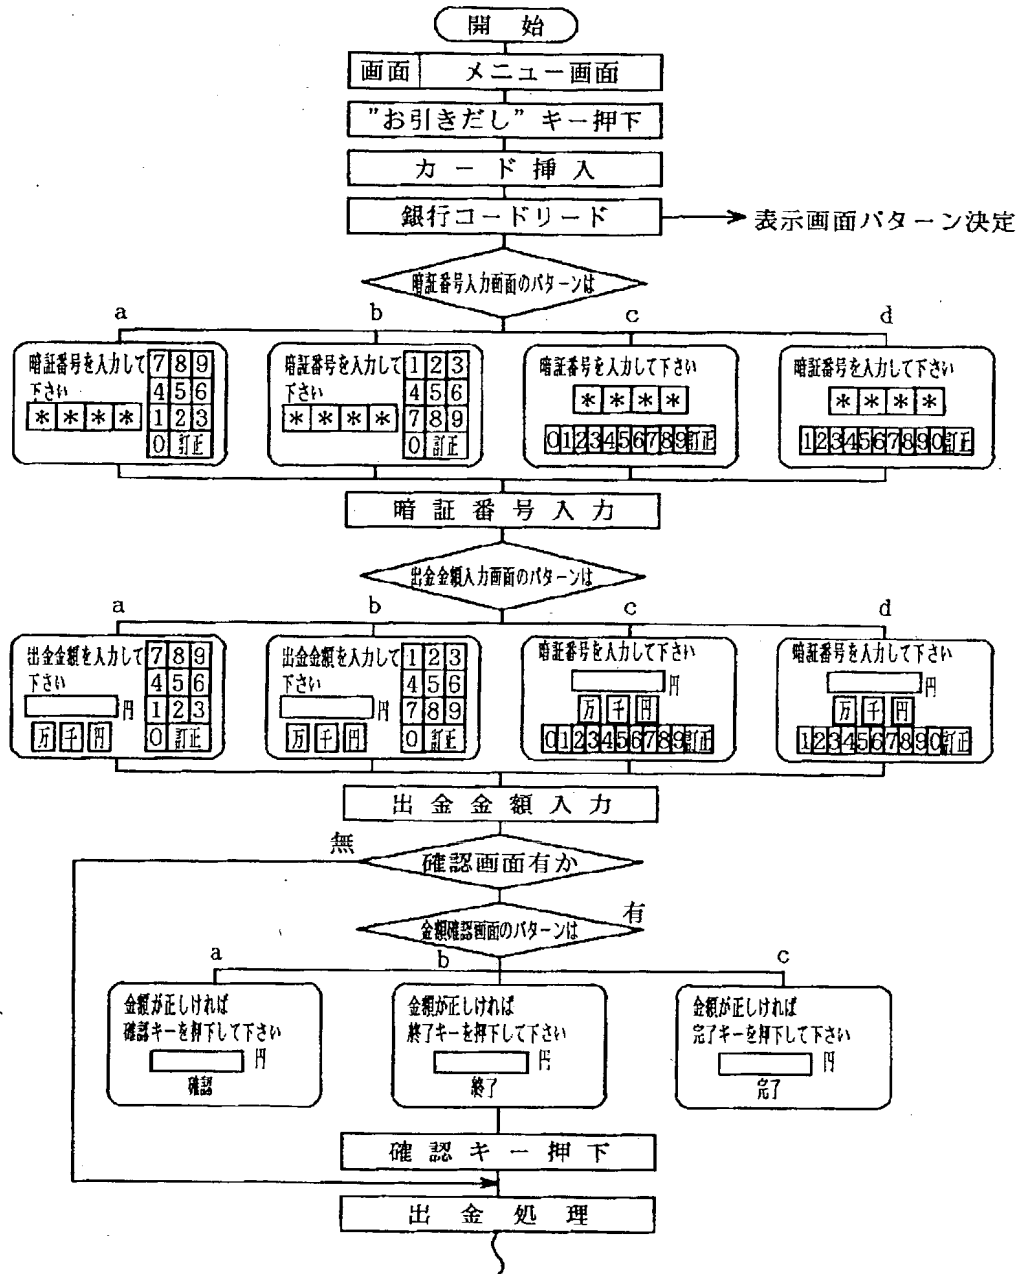 開始
画面 メニュー画面
”お引きだし”キー押下
カード挿入
銀行コードリード
表示画面パターン決定
暗証番号入力画面のパターンは
a
b
c
d
暗証番号を入力して
下さい
＊＊＊＊
7 8 9
4 5 6
1 2 3
0 訂正
暗証番号を入力して
下さい
＊＊＊＊
1 2 3
4 5 6
7 8 9
0 訂正
暗証番号を入力して下さい
＊＊＊＊
0 1 2 3 4 5 6 7 8 9 訂正
暗証番号を入力して下さい
＊＊＊＊
1 2 3 4 5 6 7 8 9 0 訂正
暗証番号入力
出金金額入力画面のパターンは
a
b
c
d
出金金額を入力して
下さい
円
万 千 円
7 8 9
4 5 6
1 2 3
0 訂正
出金金額を入力して
下さい
円
万 千 円
1 2 3
4 5 6
7 8 9
0 訂正
暗証番号を入力して下さい
円
万 千 円
0 1 2 3 4 5 6 7 8 9 訂正
暗証番号を入力して下さい
円
万 千 円
1 2 3 4 5 6 7 8 9 0 訂正
出金金額入力
無
確認画面有か
有
金額確認画面のパターンは
a
b
c
金額が正しければ
確認キーを押下して下さい
円
確認
金額が正しければ
終了キーを押下して下さい
円
終了
金額が正しければ
完了キーを押下して下さい
円
完了
確認キー押下
出金処理